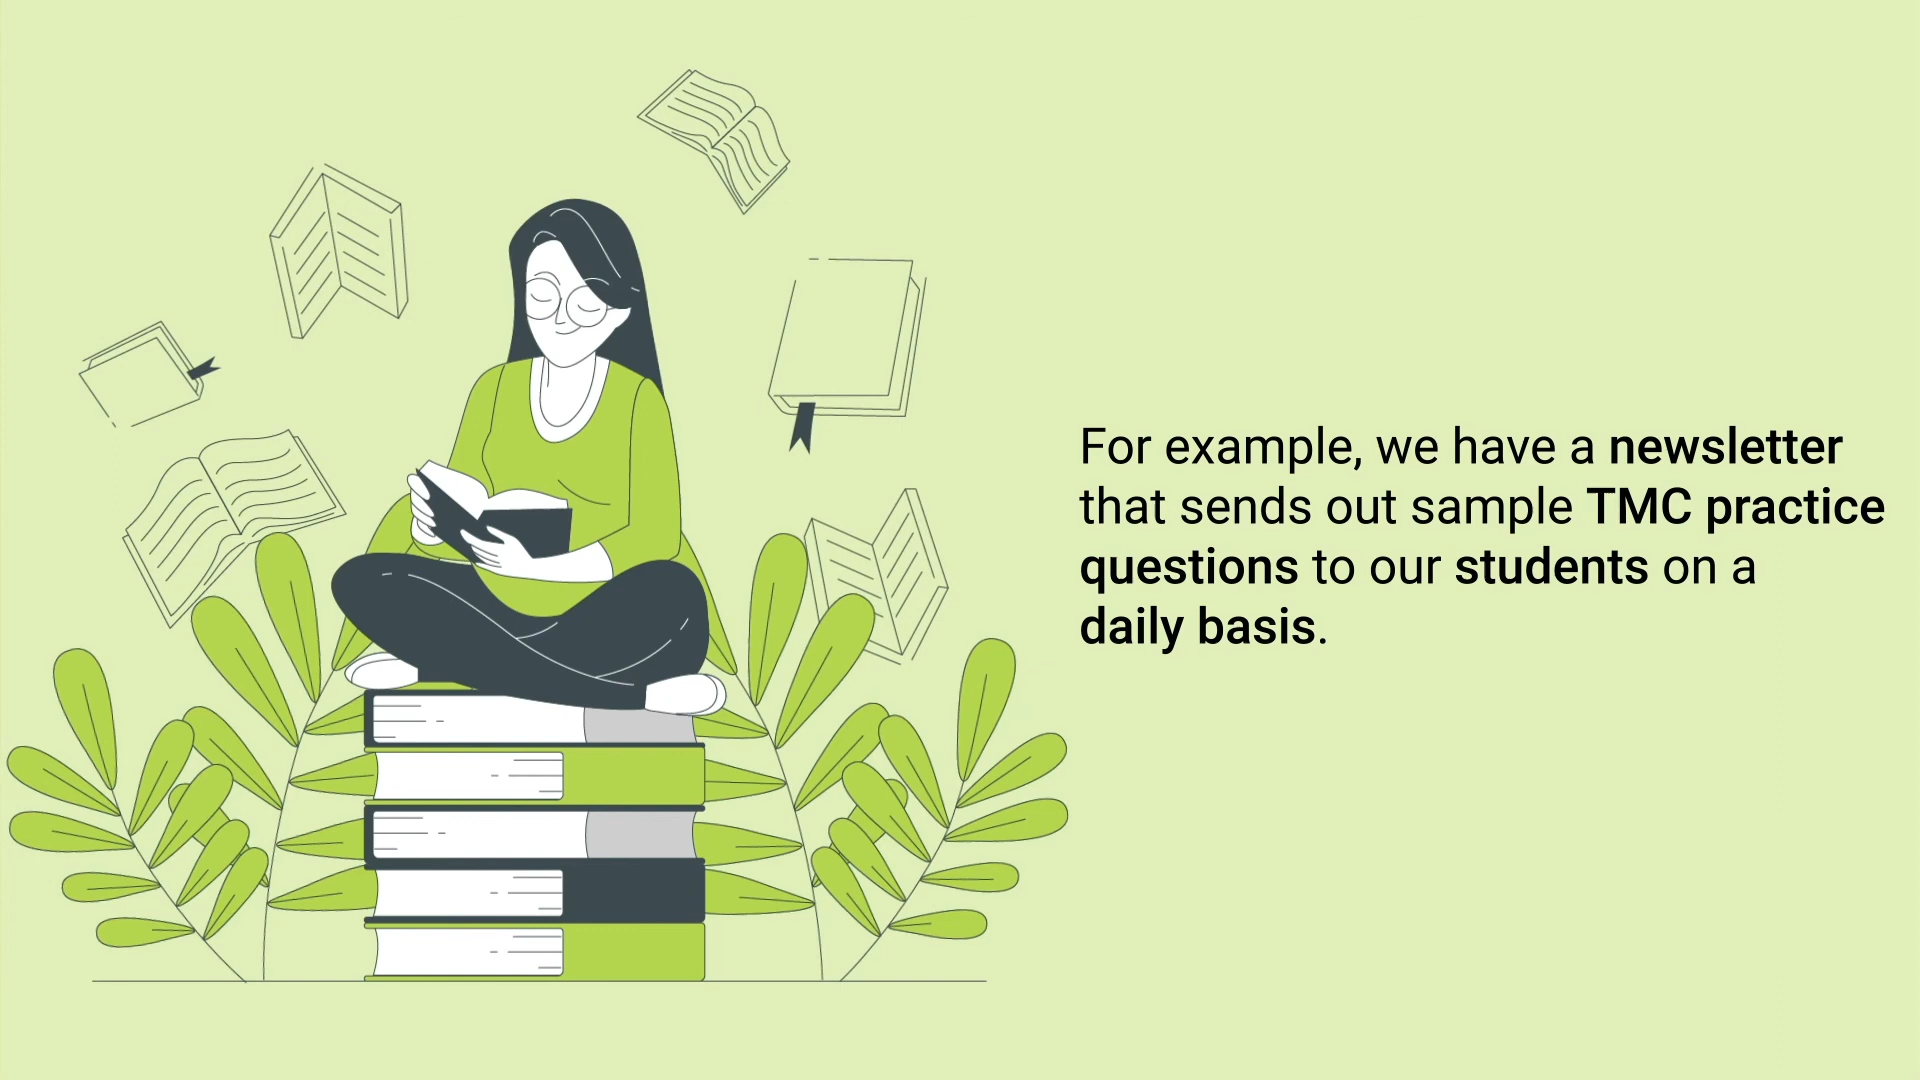 For example, we have a newsletter
that sends out sample TMC practice
questions to our students on a
daily basis.